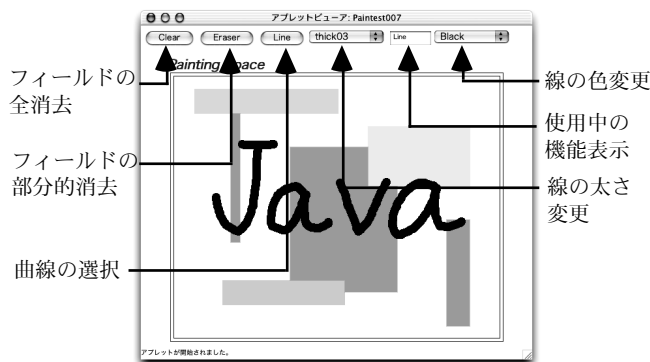 アプレットビューア: Paintest007
Clear
Eraser
Line
thick03
Line
Black
Painting Space
フィールドの
全消去
フィールドの
部分的消去
曲線の選択
線の色変更
使用中の
機能表示
線の太さ
変更
Java
アプレットが開始されました。